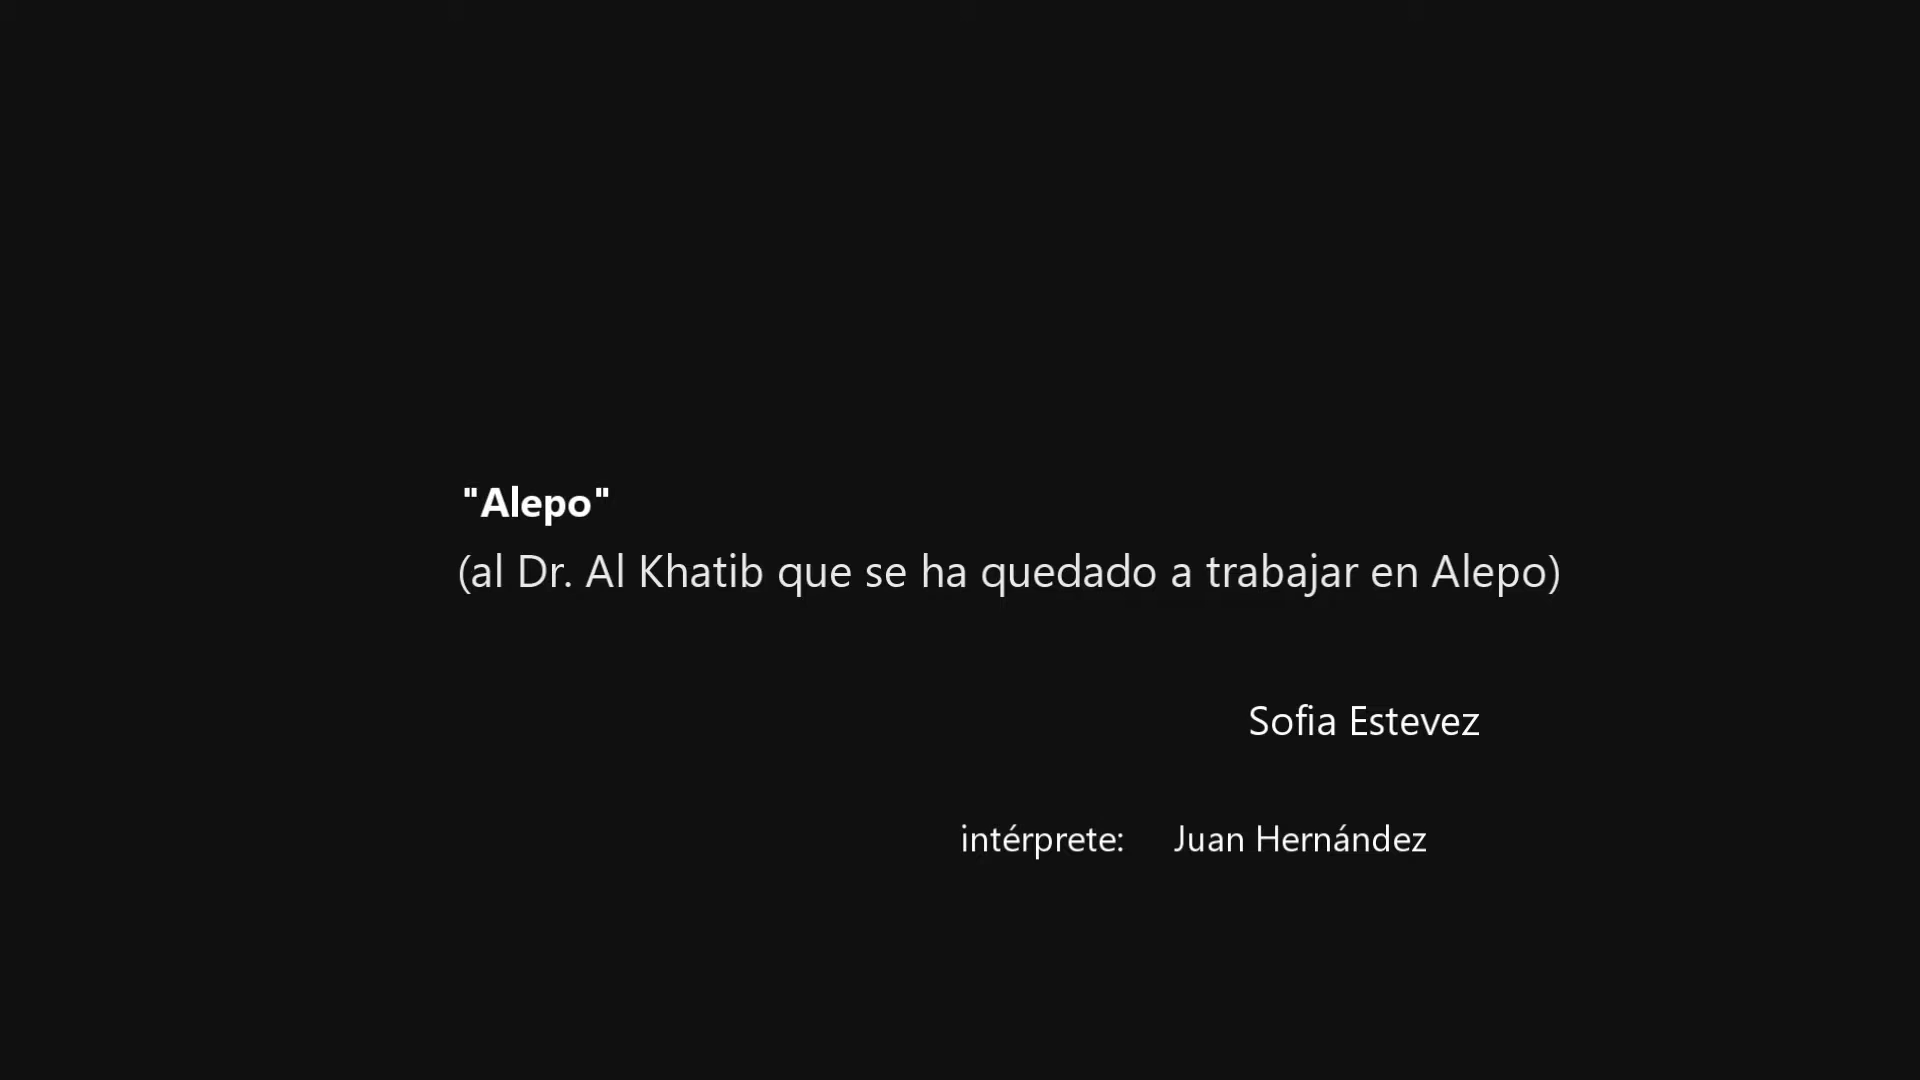 "Alepo"
(al Dr. Al Khatib que se ha quedado a trabajar en Alepo)
Sofia Estevez
intérprete: Juan Hernández